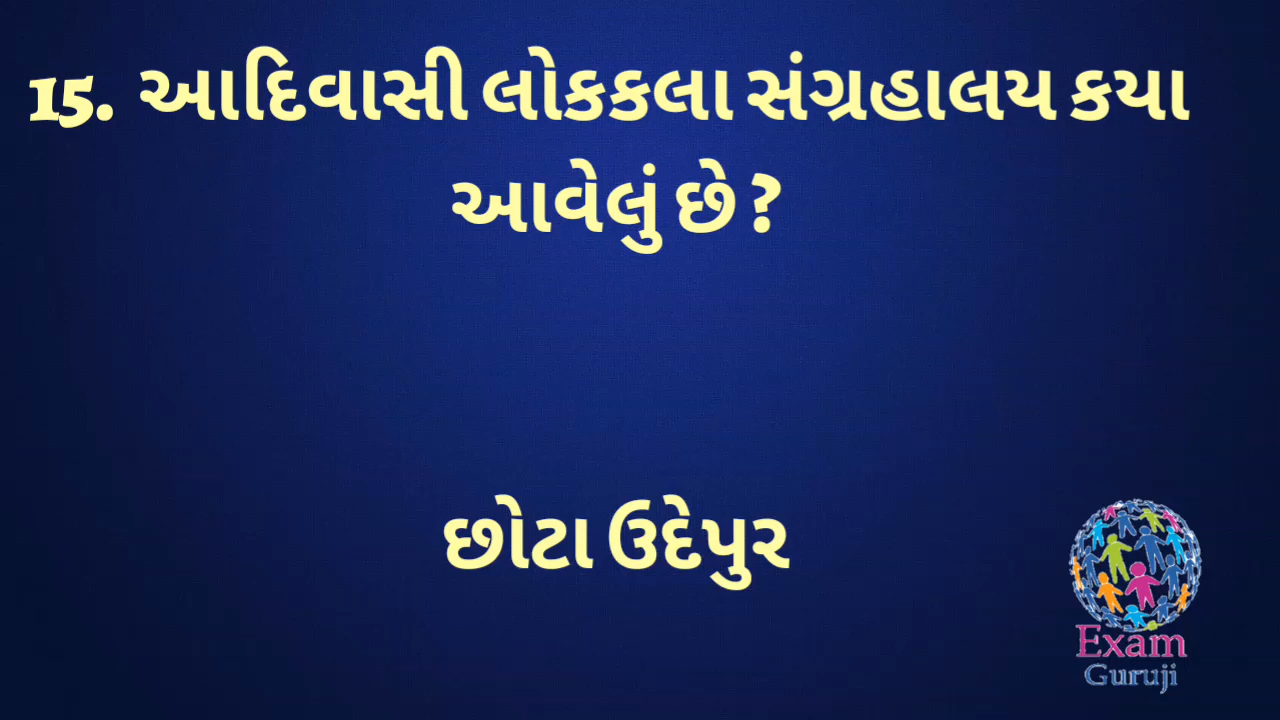 15. આદિવાસી લોકકલા સંગ્રહાલય કયા
આવેલું છે ?
છોટા ઉદેપુર
Exam
Guruji